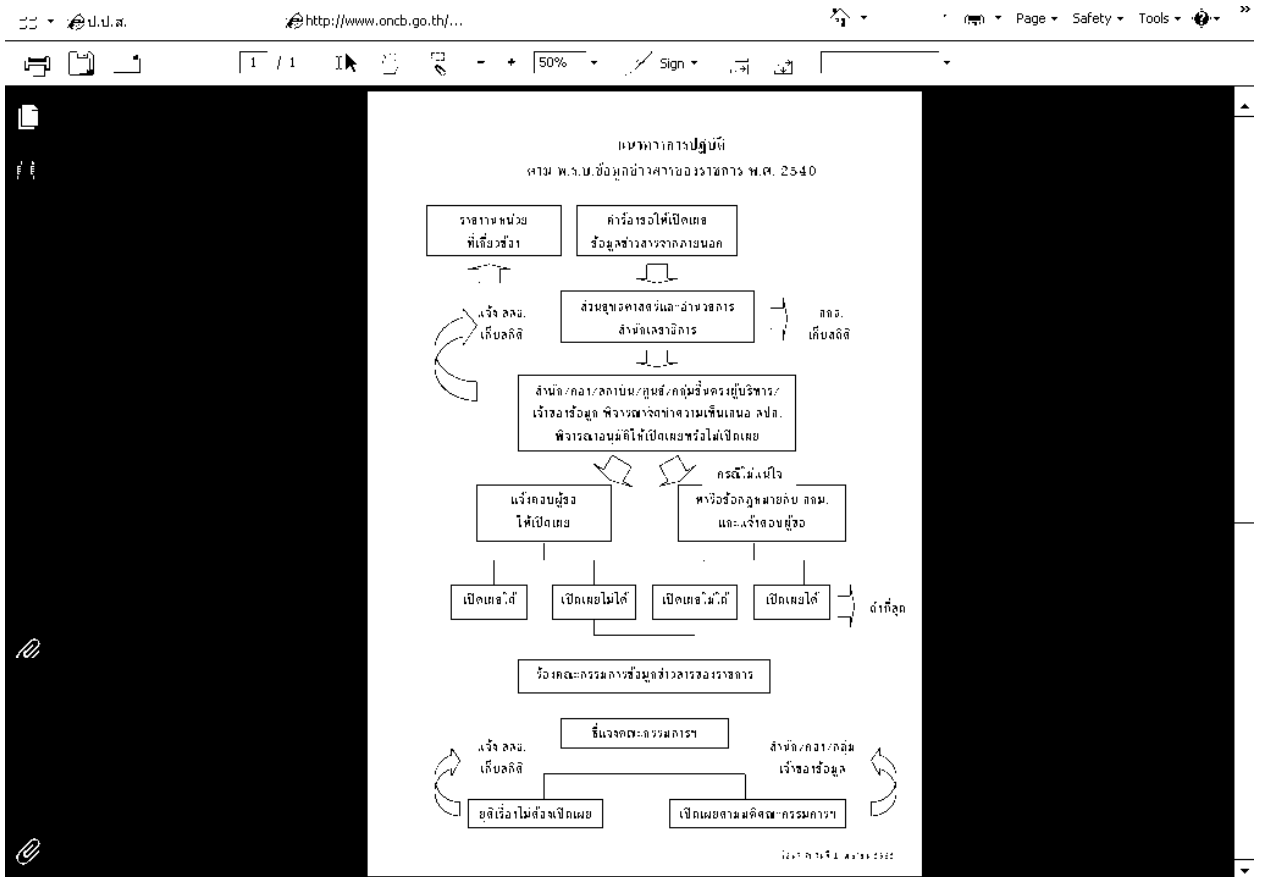 ป.ป.ส. http://www.oncb.go.th/...
Page Safety Tools
1 / 1 50% Sign
แนวทางการปฏิบัติ
ตาม พ.ร.บ.ข้อมูลข่าวสารของราชการ พ.ศ. 2540
รายงานหน่วย
ที่เกี่ยวข้อง
คำร้องขอให้เปิดเผย
ข้อมูลข่าวสารจากภายนอก
ส่วนยุทธศาสตร์และอำนวยการ
สำนักเลขาธิการ
แจ้ง สลธ.
เก็บสถิติ
เก็บสถิติ
สำนัก/กอง/สถาบัน/ศูนย์/กลุ่มขึ้นตรงผู้บริหาร/
เจ้าของข้อมูล พิจารณาจัดทำความเห็นเสนอ ลปส.
พิจารณาอนุมัติให้เปิดเผยหรือไม่เปิดเผย
กรณีไม่แน่ใจ
แจ้งตอบผู้ขอ
ให้เปิดเผย
หารือข้อกฎหมายกับ สกม.
และแจ้งตอบผู้ขอ
เปิดเผยได้
เปิดเผยไม่ได้
เปิดเผยไม่ได้
เปิดเผยได้
ร้องคณะกรรมการข้อมูลข่าวสารของราชการ
ชี้แจงคณะกรรมการฯ
แจ้ง สลธ.
เก็บสถิติ
สำนัก/กอง/กลุ่ม
เจ้าของข้อมูล
ยุติเรื่องไม่ต้องเปิดเผย
เปิดเผยตามมติคณะกรรมการฯ